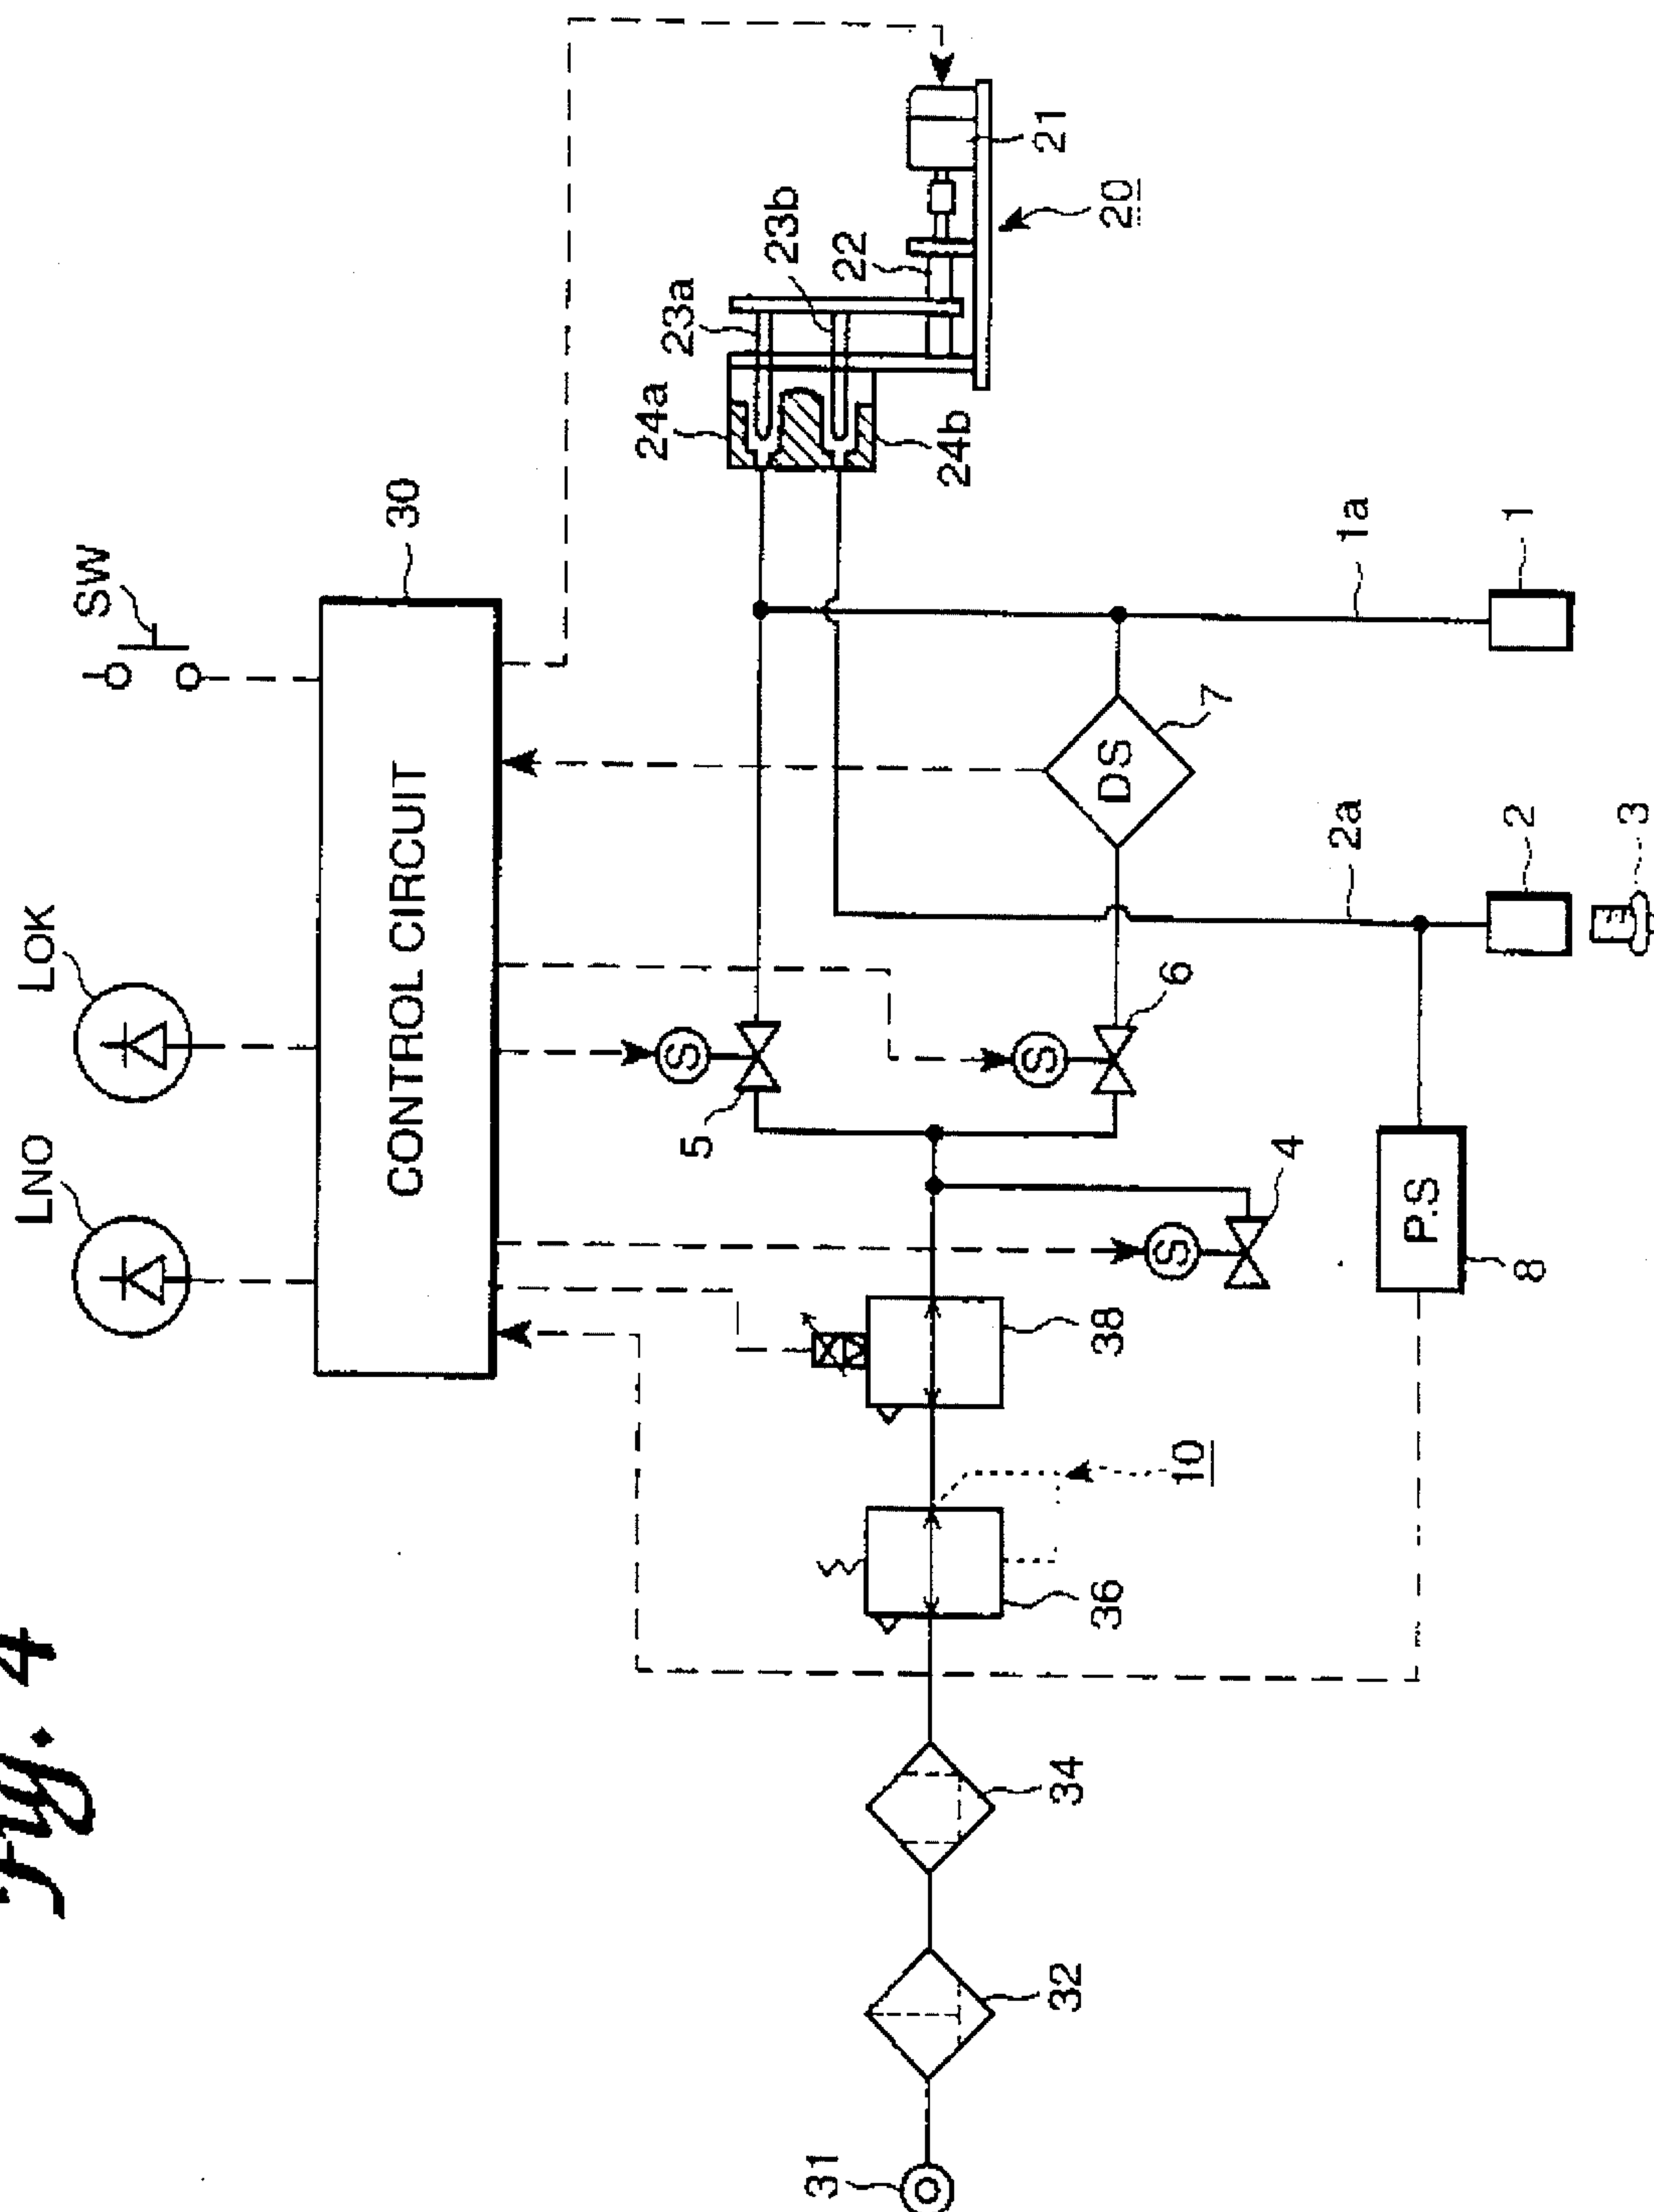 Fig. 4
LNO
LOK
SW
30
CONTROL CIRCUIT
24a
23a
23b
22
21
20
24b
S
5
S
6
S
4
DS
7
1a
1
2a
2
3
P.S
8
38
10
36
34
32
31